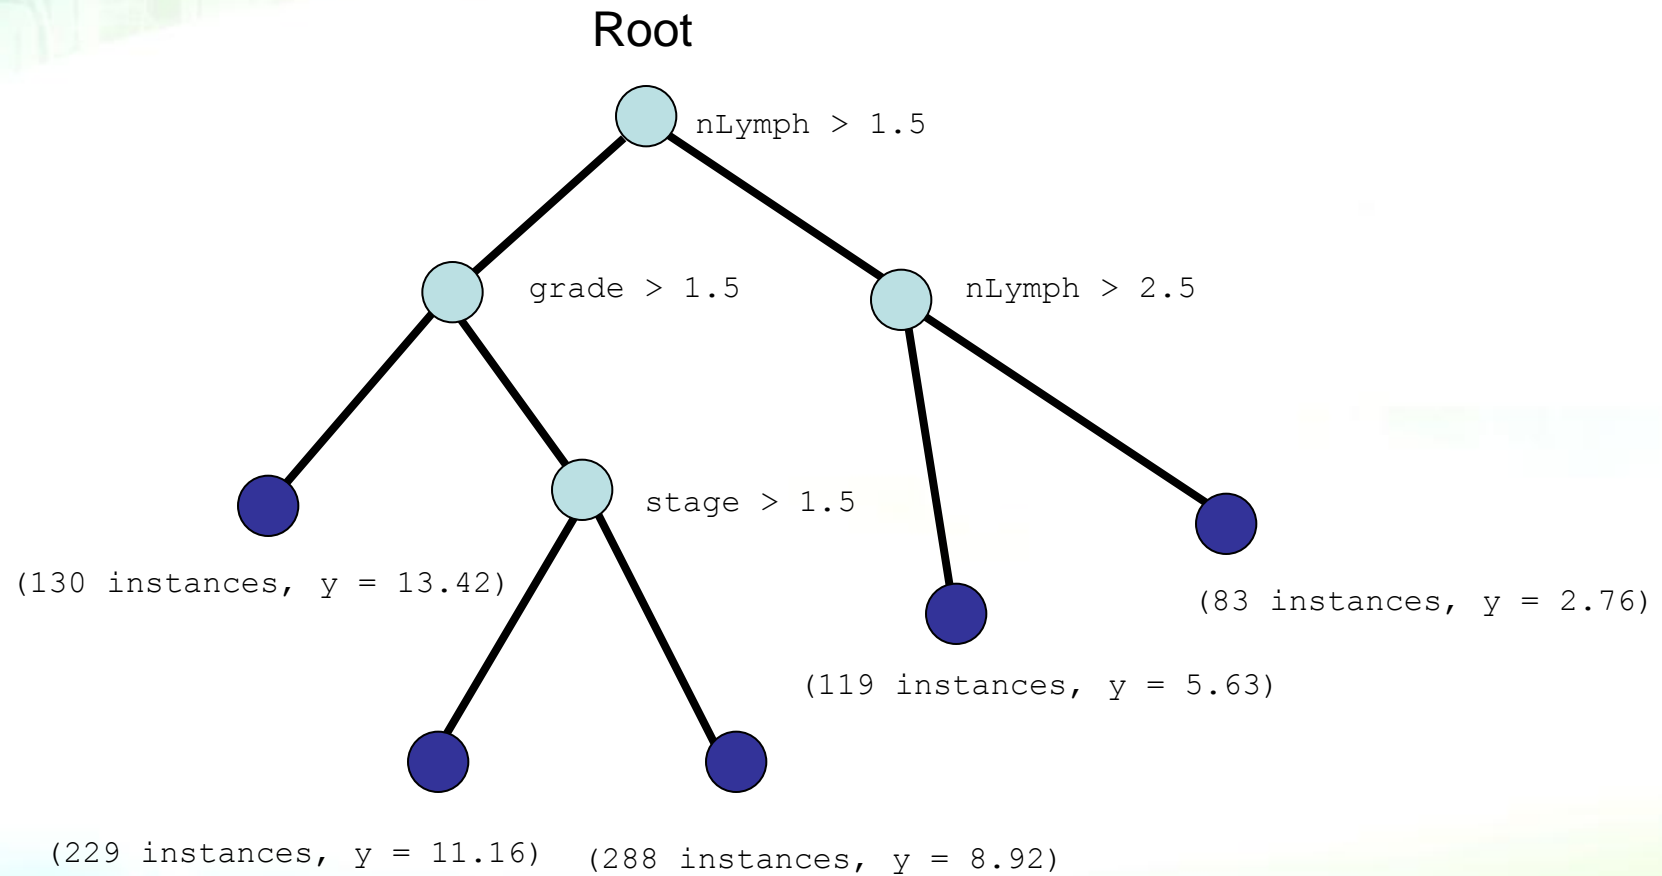 Root
nLymph > 1.5
grade > 1.5
nLymph > 2.5
stage > 1.5
(130 instances, y = 13.42)
(83 instances, y = 2.76)
(119 instances, y = 5.63)
(229 instances, y = 11.16)
(288 instances, y = 8.92)